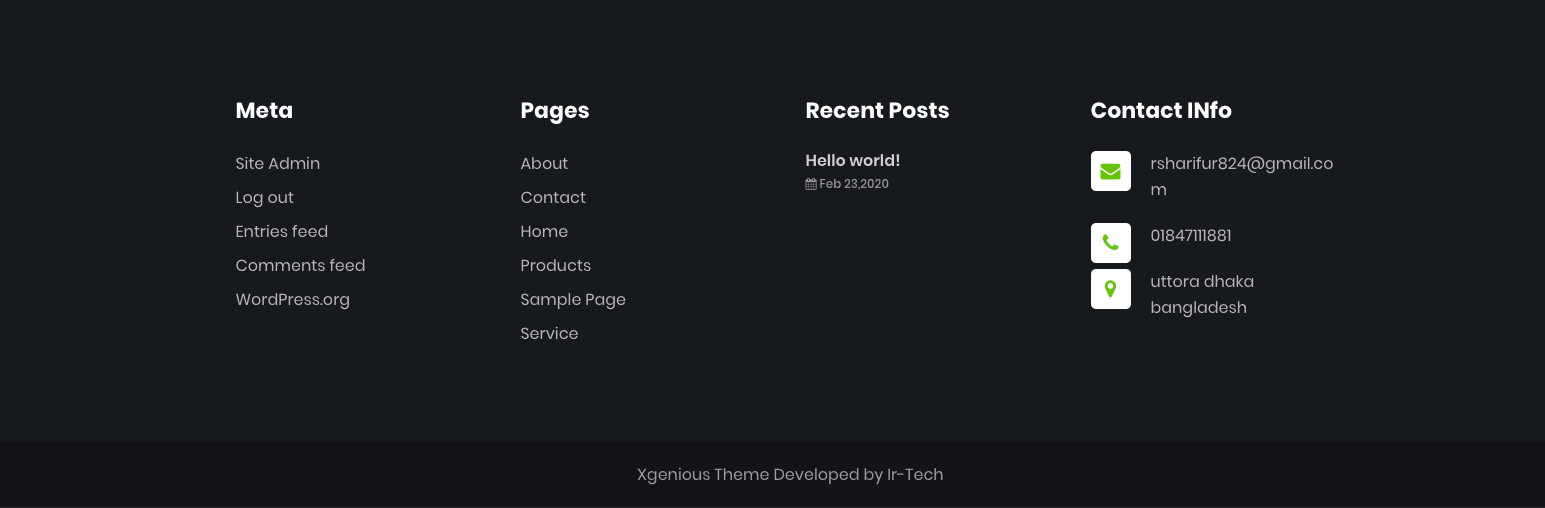 Meta
Site Admin
Log out
Entries feed
Comments feed
WordPress.org
Pages
About
Contact
Home
Products
Sample Page
Service
Recent Posts
Hello world!
Feb 23,2020
Contact INfo
rsharifur824@gmail.co
m
01847111881
uttora dhaka
bangladesh
Xgenious Theme Developed by Ir-Tech